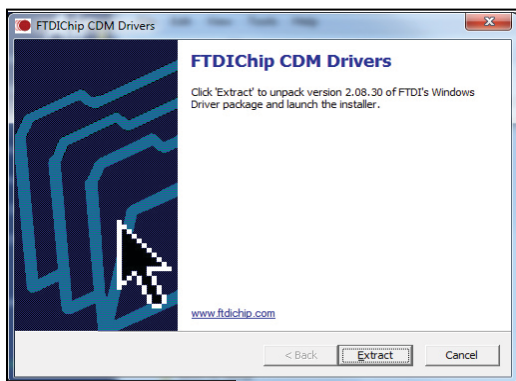 FTDIChip CDM Drivers
FTDIChip CDM Drivers
Click 'Extract' to unpack version 2.08.30 of FTDI's Windows
Driver package and launch the installer.
www.ftdichip.com
< Back
Extract
Cancel